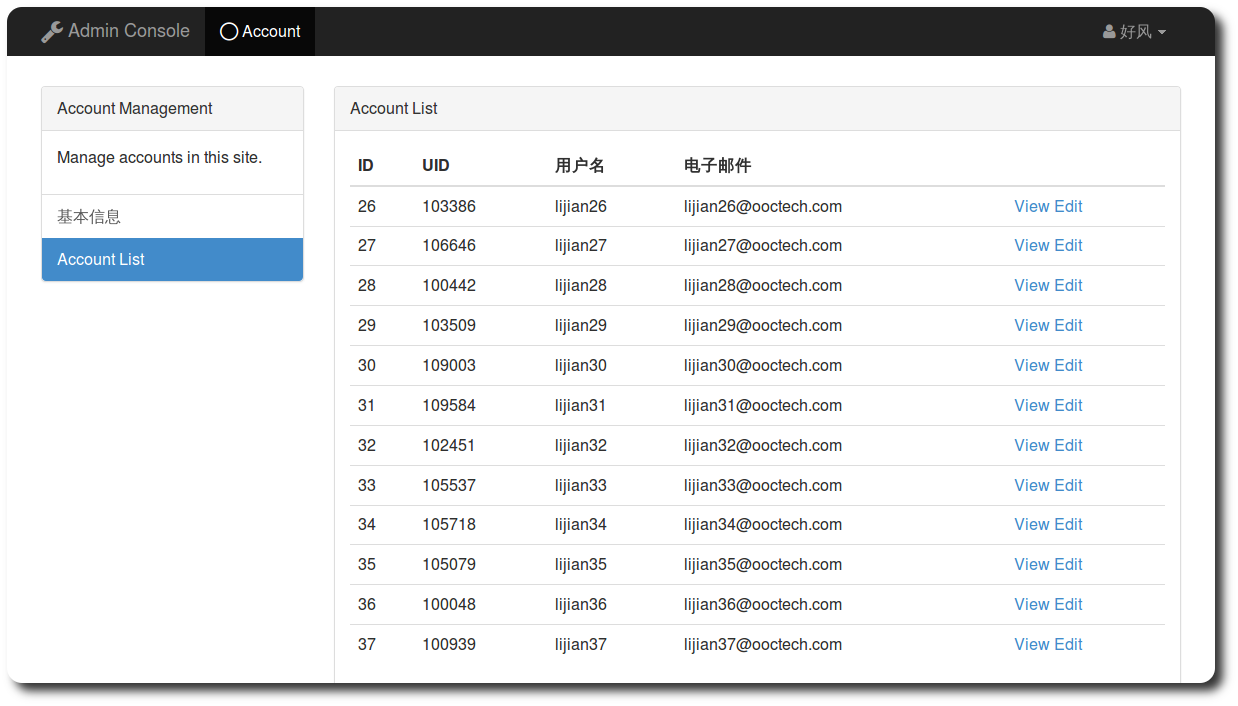 Admin Console Account 好风
Account Management
Manage accounts in this site.
基本信息
Account List
Account List
ID UID 用户名 电子邮件
26 103386 lijian26 lijian26@ooctech.com View Edit
27 106646 lijian27 lijian27@ooctech.com View Edit
28 100442 lijian28 lijian28@ooctech.com View Edit
29 103509 lijian29 lijian29@ooctech.com View Edit
30 109003 lijian30 lijian30@ooctech.com View Edit
31 109584 lijian31 lijian31@ooctech.com View Edit
32 102451 lijian32 lijian32@ooctech.com View Edit
33 105537 lijian33 lijian33@ooctech.com View Edit
34 105718 lijian34 lijian34@ooctech.com View Edit
35 105079 lijian35 lijian35@ooctech.com View Edit
36 100048 lijian36 lijian36@ooctech.com View Edit
37 100939 lijian37 lijian37@ooctech.com View Edit